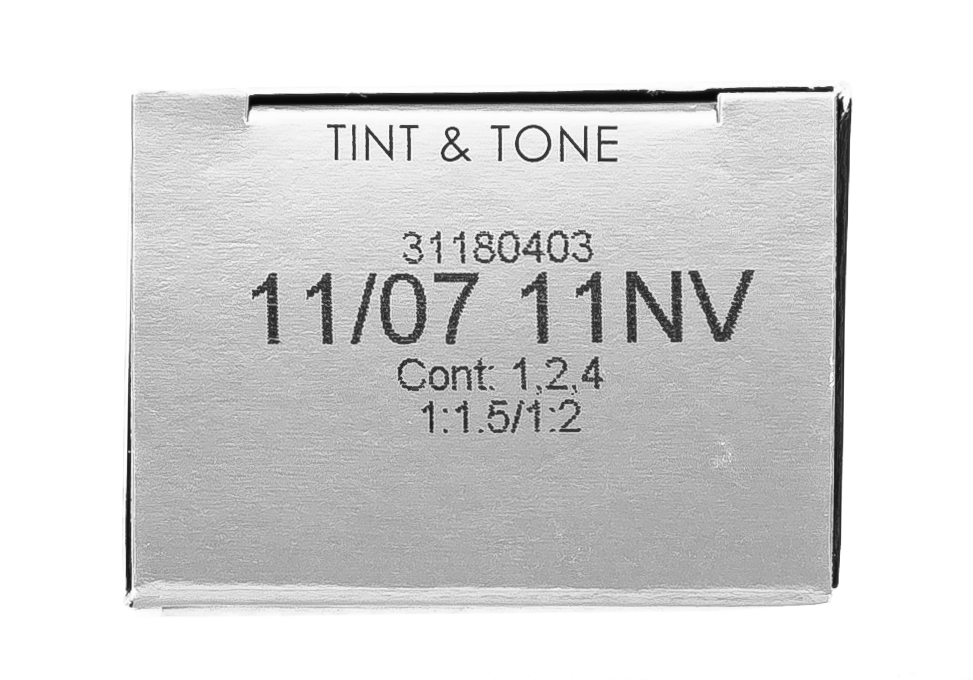 TINT & TONE
31180403
11/07 11NV
Cont: 1,2,4
1:1.5/1:2